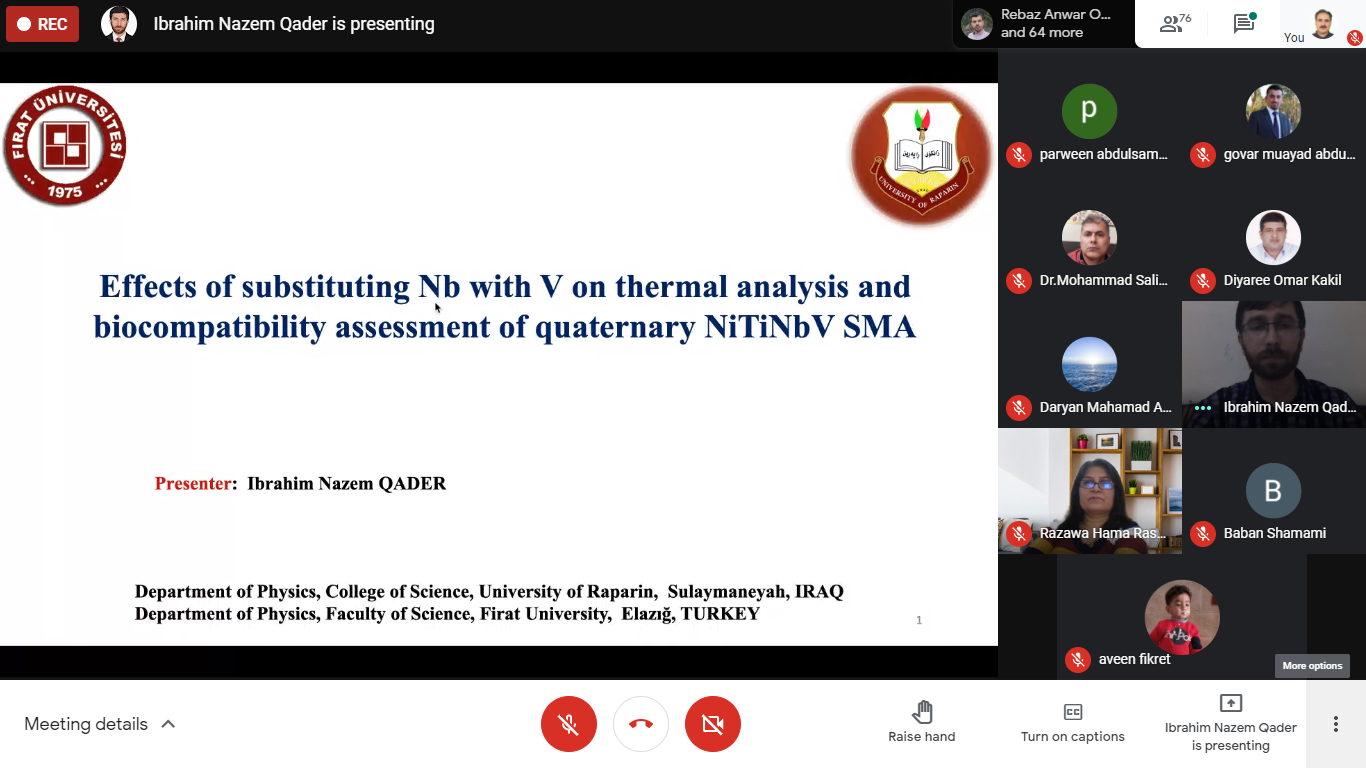 REC
Ibrahim Nazem Qader is presenting
Rebaz Anwar O...
and 64 more
76
You
FIRAT ÜNİVERSİTESİ
1975
زانكۆی ڕاپەڕین
UNIVERSITY OF RAPARIN
Effects of substituting Nb with V on thermal analysis and
biocompatibility assessment of quaternary NiTiNbV SMA
Presenter: Ibrahim Nazem QADER
Department of Physics, College of Science, University of Raparin, Sulaymaneyah, IRAQ
Department of Physics, Faculty of Science, Firat University, Elazığ, TURKEY
1
p
parween abdulsam...
govar muayad abdu...
Dr.Mohammad Sali...
Diyaree Omar Kakil
Daryan Mahamad A...
Ibrahim Nazem Qad...
Razawa Hama Ras...
B
Baban Shamami
aveen fikret
More options
Meeting details
Raise hand
CC
Turn on captions
Ibrahim Nazem Qader
is presenting